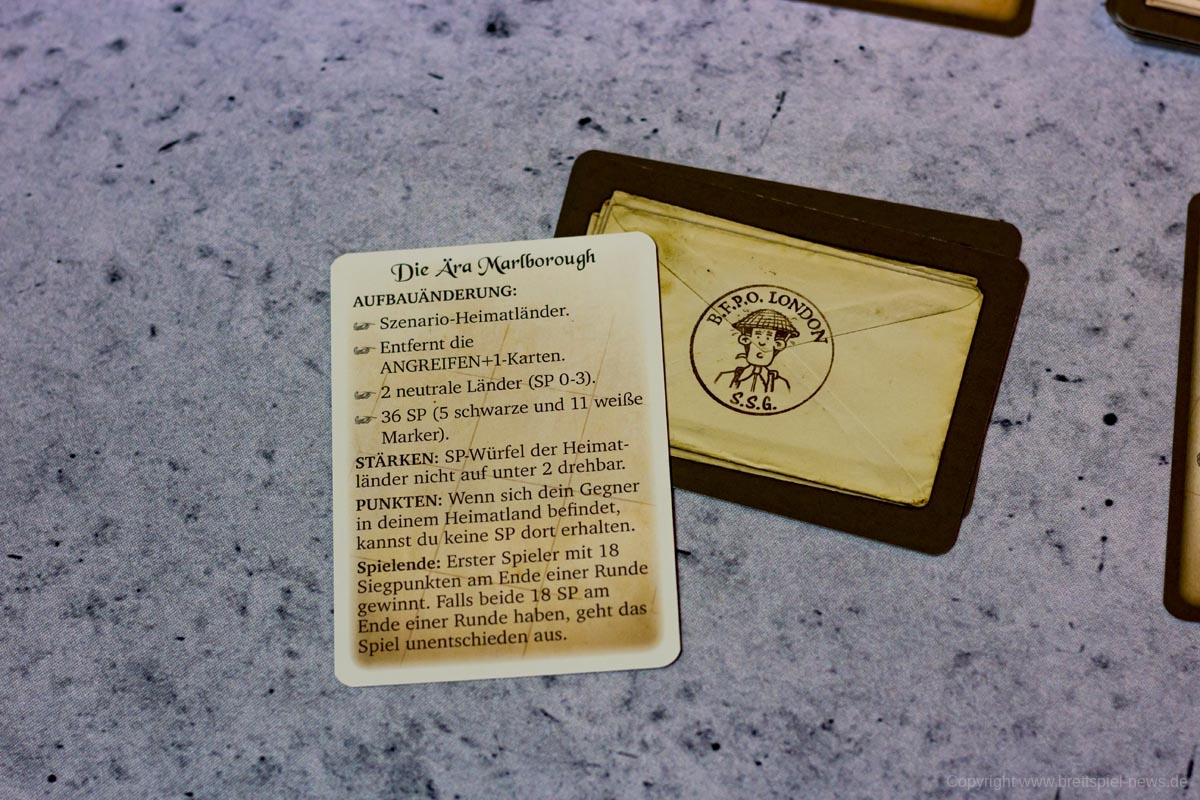 Die Ära Marlborough
AUFBAUÄNDERUNG:
Szenario-Heimatländer.
Entfernt die
ANGREIFEN+1-Karten.
2 neutrale Länder (SP 0-3).
36 SP (5 schwarze und 11 weiße
Marker).
STÄRKEN: SP-Würfel der Heimat-
länder nicht auf unter 2 drehbar.
PUNKTEN: Wenn sich dein Gegner
in deinem Heimatland befindet,
kannst du keine SP dort erhalten.
Spielende: Erster Spieler mit 18
Siegpunkten am Ende einer Runde
gewinnt. Falls beide 18 SP am
Ende einer Runde haben, geht das
Spiel unentschieden aus.
B.F.P.O. LONDON
S.S.G.
Copyright www.brettspiel-news.de